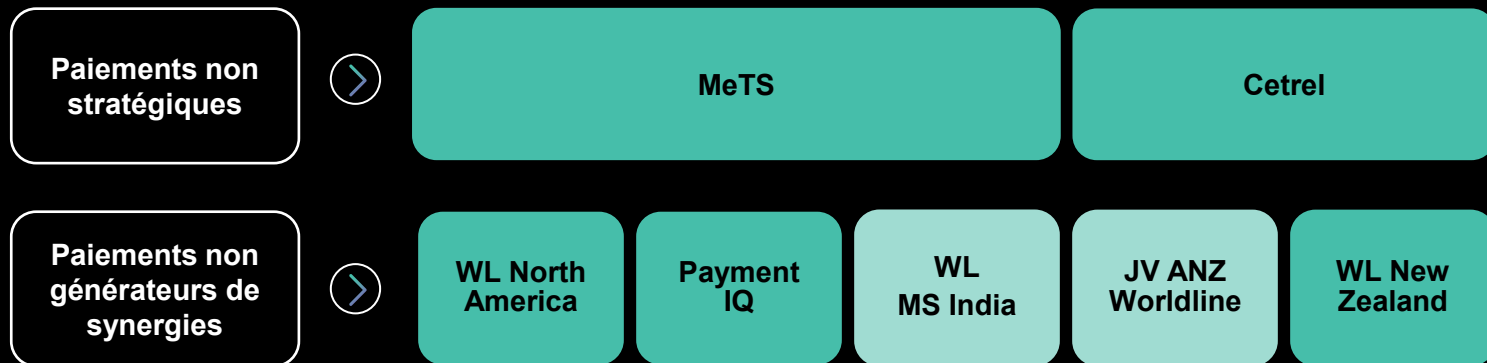 Paiements non
stratégiques
MeTS
Cetrel
Paiements non
générateurs de
synergies
WL North
America
Payment
IQ
WL
MS India
JV ANZ
Worldline
WL New
Zealand